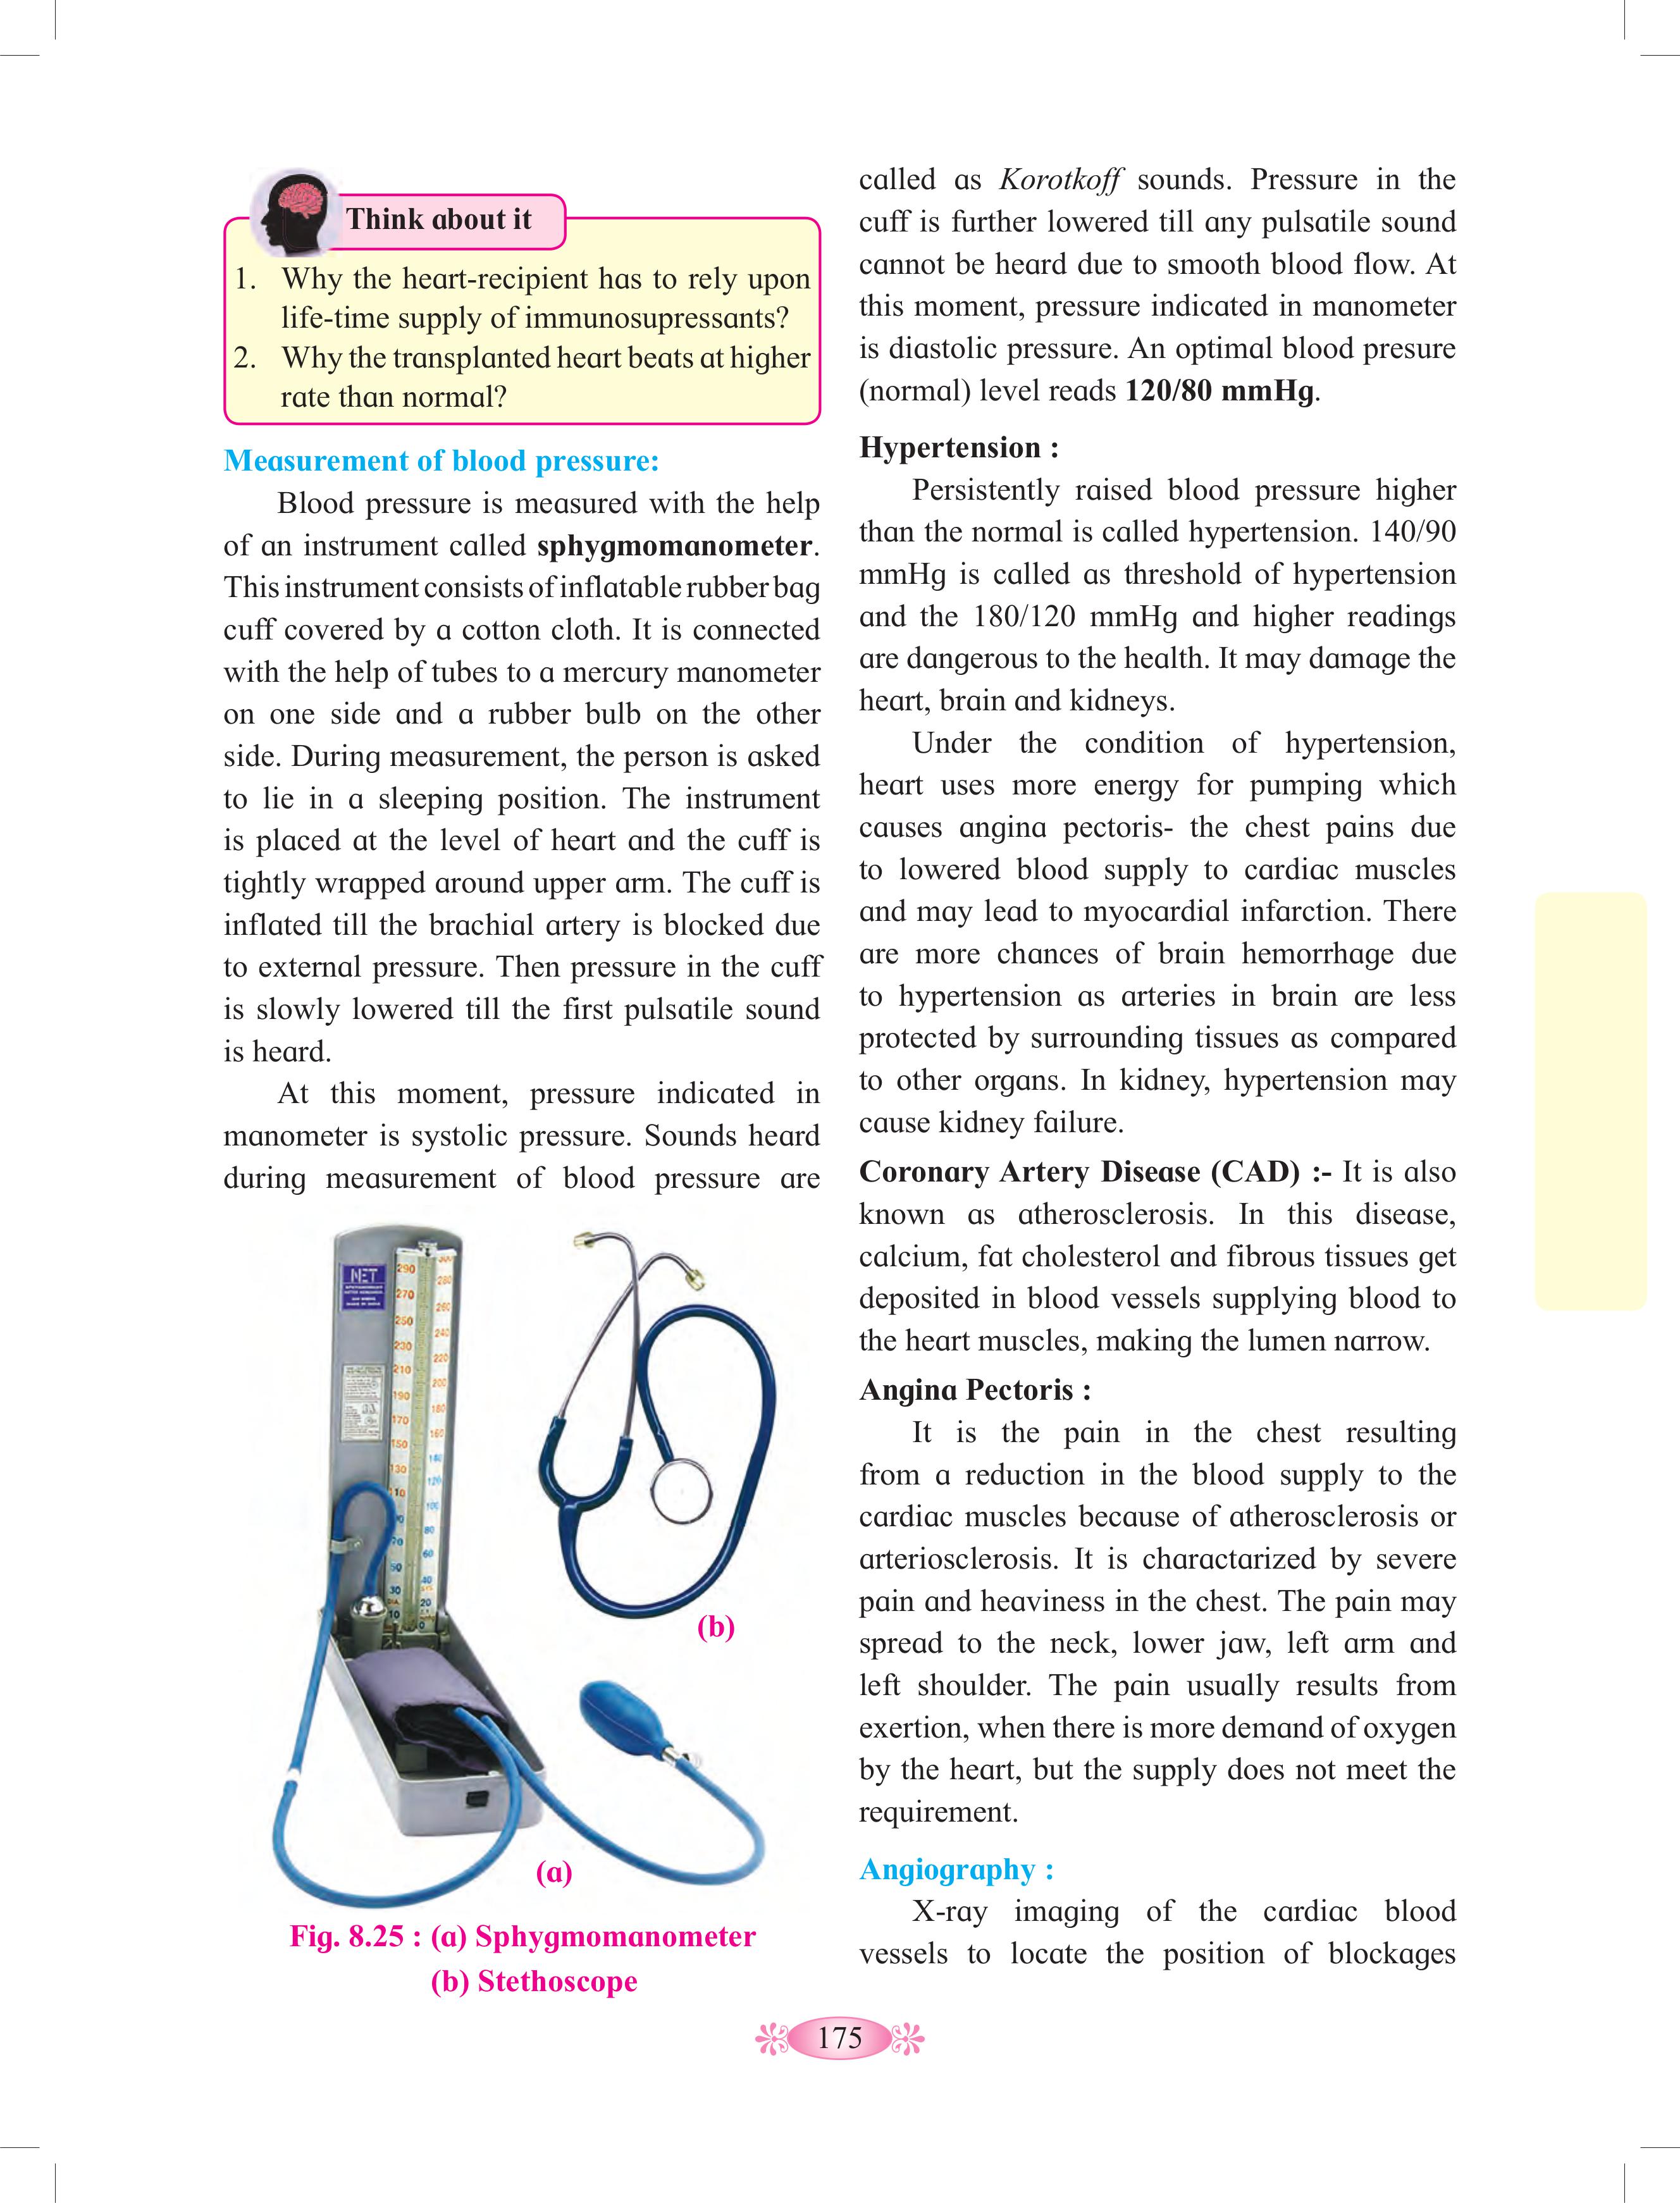 Think about it
1. Why the heart-recipient has to rely upon
life-time supply of immunosupressants?
2. Why the transplanted heart beats at higher
rate than normal?
Measurement of blood pressure:
Blood pressure is measured with the help
of an instrument called sphygmomanometer.
This instrument consists of inflatable rubber bag
cuff covered by a cotton cloth. It is connected
with the help of tubes to a mercury manometer
on one side and a rubber bulb on the other
side. During measurement, the person is asked
to lie in a sleeping position. The instrument
is placed at the level of heart and the cuff is
tightly wrapped around upper arm. The cuff is
inflated till the brachial artery is blocked due
to external pressure. Then pressure in the cuff
is slowly lowered till the first pulsatile sound
is heard.
At this moment, pressure indicated in
manometer is systolic pressure. Sounds heard
during measurement of blood pressure are
NET
290
270
250
230
210
190
170
150
130
70
50
30
10
300
280
260
240
220
200
180
160
140
120
100
80
60
40
20
0
(b)
(a)
Fig. 8.25 : (a) Sphygmomanometer
(b) Stethoscope
called as Korotkoff sounds. Pressure in the
cuff is further lowered till any pulsatile sound
cannot be heard due to smooth blood flow. At
this moment, pressure indicated in manometer
is diastolic pressure. An optimal blood presure
(normal) level reads 120/80 mmHg.
Hypertension :
Persistently raised blood pressure higher
than the normal is called hypertension. 140/90
mmHg is called as threshold of hypertension
and the 180/120 mmHg and higher readings
are dangerous to the health. It may damage the
heart, brain and kidneys.
Under the condition of hypertension,
heart uses more energy for pumping which
causes angina pectoris- the chest pains due
to lowered blood supply to cardiac muscles
and may lead to myocardial infarction. There
are more chances of brain hemorrhage due
to hypertension as arteries in brain are less
protected by surrounding tissues as compared
to other organs. In kidney, hypertension may
cause kidney failure.
Coronary Artery Disease (CAD) :- It is also
known as atherosclerosis. In this disease,
calcium, fat cholesterol and fibrous tissues get
deposited in blood vessels supplying blood to
the heart muscles, making the lumen narrow.
Angina Pectoris :
It is the pain in the chest resulting
from a reduction in the blood supply to the
cardiac muscles because of atherosclerosis or
arteriosclerosis. It is charactarized by severe
pain and heaviness in the chest. The pain may
spread to the neck, lower jaw, left arm and
left shoulder. The pain usually results from
exertion, when there is more demand of oxygen
by the heart, but the supply does not meet the
requirement.
Angiography :
X-ray imaging of the cardiac blood
vessels to locate the position of blockages
175